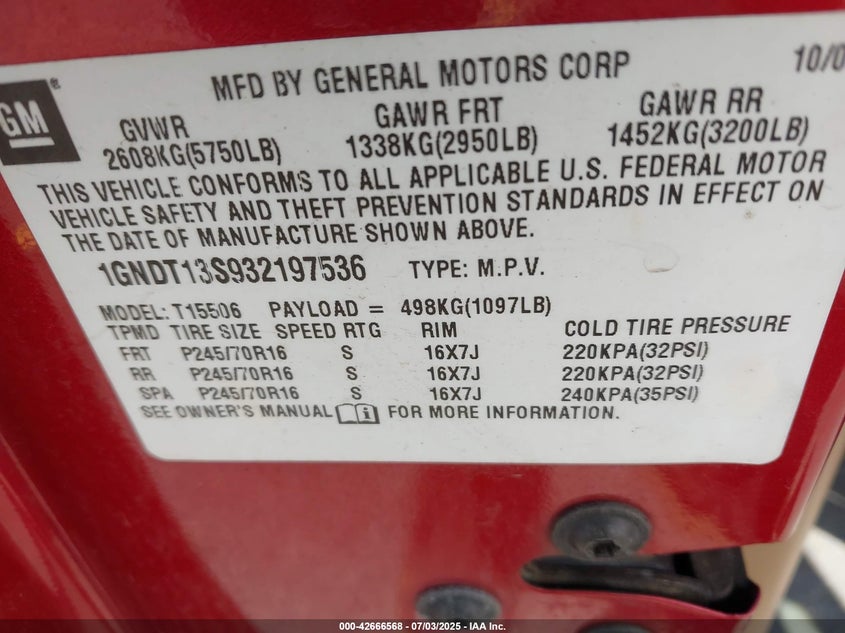 MFD BY GENERAL MOTORS CORP 10/0
GM
GVWR GAWR FRT GAWR RR
2608KG(5750LB) 1338KG(2950LB) 1452KG(3200LB)
THIS VEHICLE CONFORMS TO ALL APPLICABLE U.S. FEDERAL MOTOR
VEHICLE SAFETY AND THEFT PREVENTION STANDARDS IN EFFECT ON
THE DATE OF MANUFACTURE SHOWN ABOVE.
1GNDT13S932197536 TYPE: M.P.V.
MODEL: T15506 PAYLOAD = 498KG(1097LB)
TPMD TIRE SIZE SPEED RTG RIM COLD TIRE PRESSURE
FRT P245/70R16 S 16X7J 220KPA(32PSI)
RR P245/70R16 S 16X7J 220KPA(32PSI)
SPA P245/70R16 S 16X7J 240KPA(35PSI)
SEE OWNER'S MANUAL FOR MORE INFORMATION.
000-42666568 - 07/03/2025 - IAA Inc.